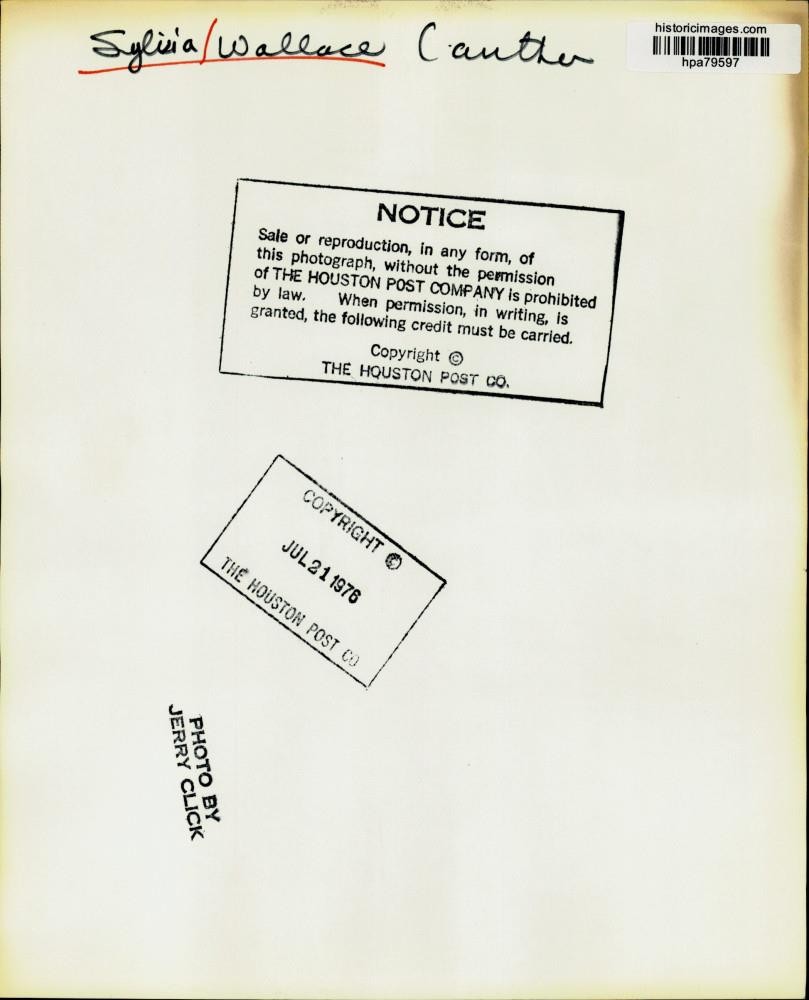 Sylvia/Wallace (author
historicimages.com
hpa79597
NOTICE
Sale or reproduction, in any form, of
this photograph, without the permission
of THE HOUSTON POST COMPANY is prohibited
by law. When permission, in writing, is
granted, the following credit must be carried.
Copyright ©
THE HOUSTON POST CO.
COPYRIGHT ©
JUL 21 1976
THE HOUSTON POST CO
PHOTO BY
JERRY CLICK